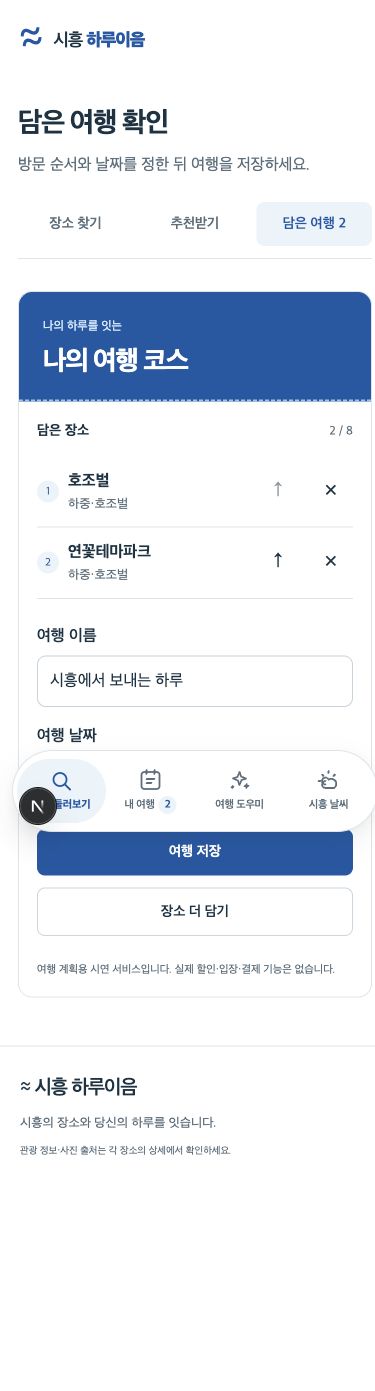 시흥 하루이음
담은 여행 확인
방문 순서와 날짜를 정한 뒤 여행을 저장하세요.
장소 찾기 추천받기 담은 여행 2
나의 하루를 잇는
나의 여행 코스
담은 장소 2 / 8
1 호조벌 ↑ ✕
하중·호조벌
2 연꽃테마파크 ↑ ✕
하중·호조벌
여행 이름
시흥에서 보내는 하루
여행 날짜
N 둘러보기 내 여행 2 여행 도우미 시흥 날씨
여행 저장
장소 더 담기
여행 계획용 시연 서비스입니다. 실제 할인·입장·결제 기능은 없습니다.
≈ 시흥 하루이음
시흥의 장소와 당신의 하루를 잇습니다.
관광 정보·사진 출처는 각 장소의 상세에서 확인하세요.